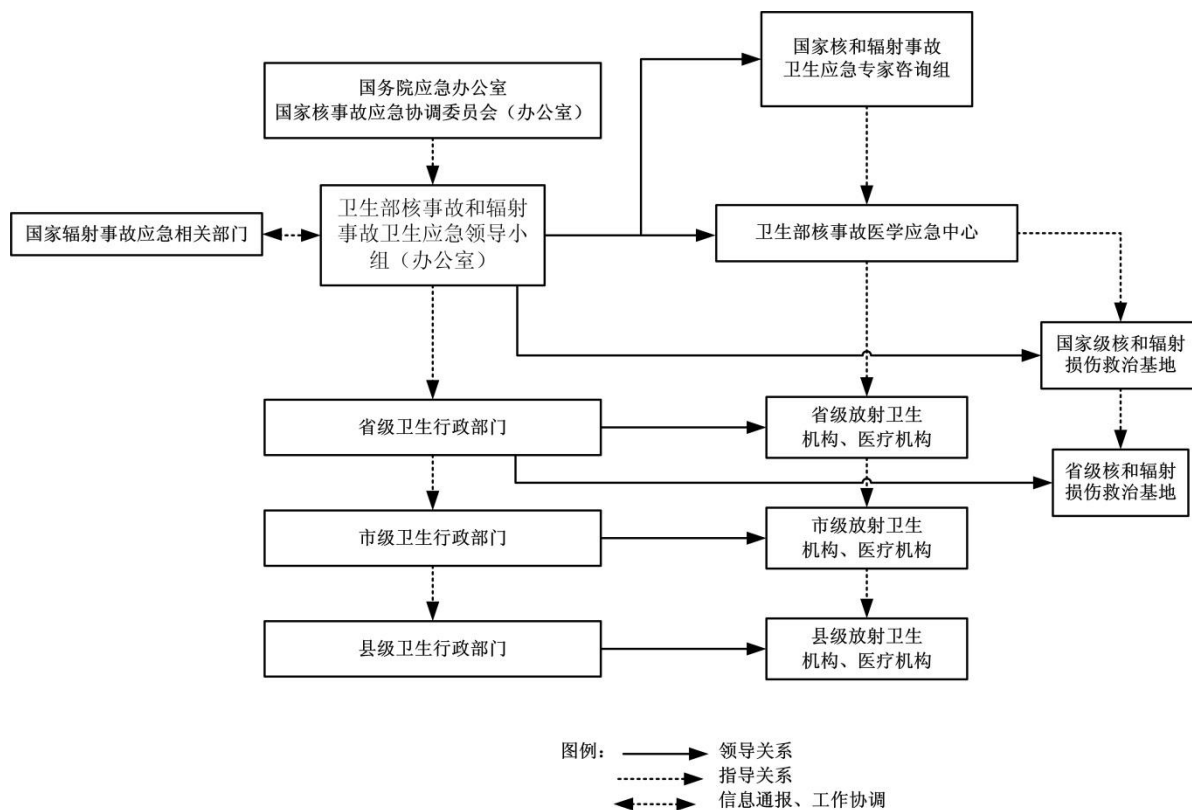 国家核和辐射事故
卫生应急专家咨询组
国务院应急办公室
国家核事故应急协调委员会（办公室）
国家辐射事故应急相关部门
卫生部核事故和辐射
事故卫生应急领导小
组（办公室）
卫生部核事故医学应急中心
国家级核和辐射
损伤救治基地
省级卫生行政部门
省级放射卫生
机构、医疗机构
省级核和辐射
损伤救治基地
市级卫生行政部门
市级放射卫生
机构、医疗机构
县级卫生行政部门
县级放射卫生
机构、医疗机构
图例：
领导关系
指导关系
信息通报、工作协调